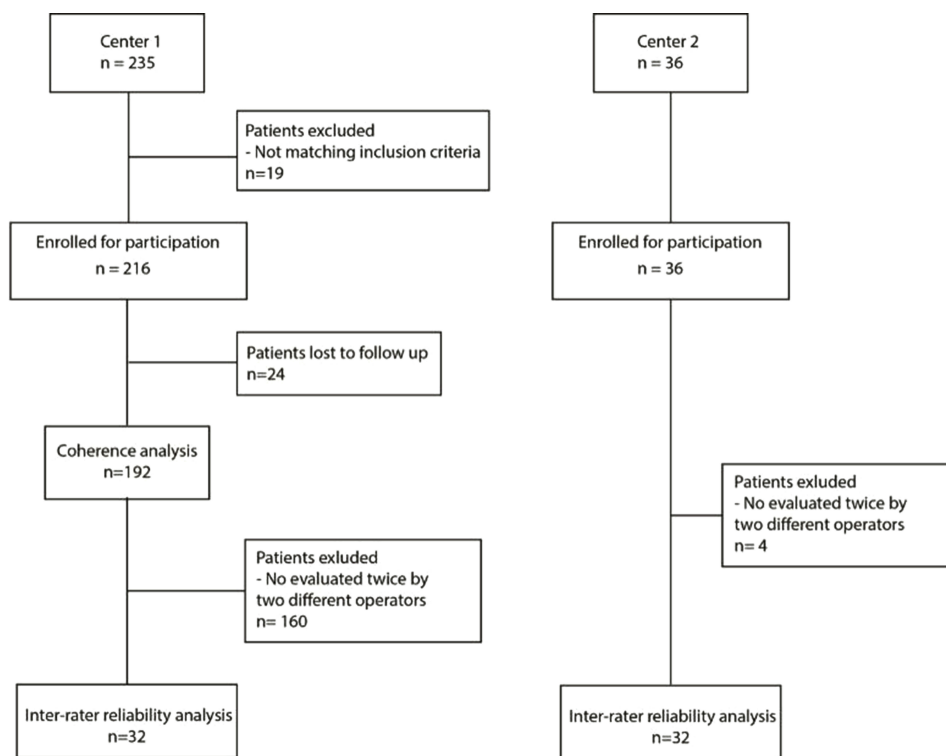 Center 1
n = 235
Patients excluded
- Not matching inclusion criteria
n=19
Enrolled for participation
n = 216
Patients lost to follow up
n=24
Coherence analysis
n=192
Patients exluded
- No evaluated twice by
two different operators
n= 160
Inter-rater reliability analysis
n=32
Center 2
n = 36
Enrolled for participation
n = 36
Patients exluded
- No evaluated twice by
two different operators
n= 4
Inter-rater reliability analysis
n=32